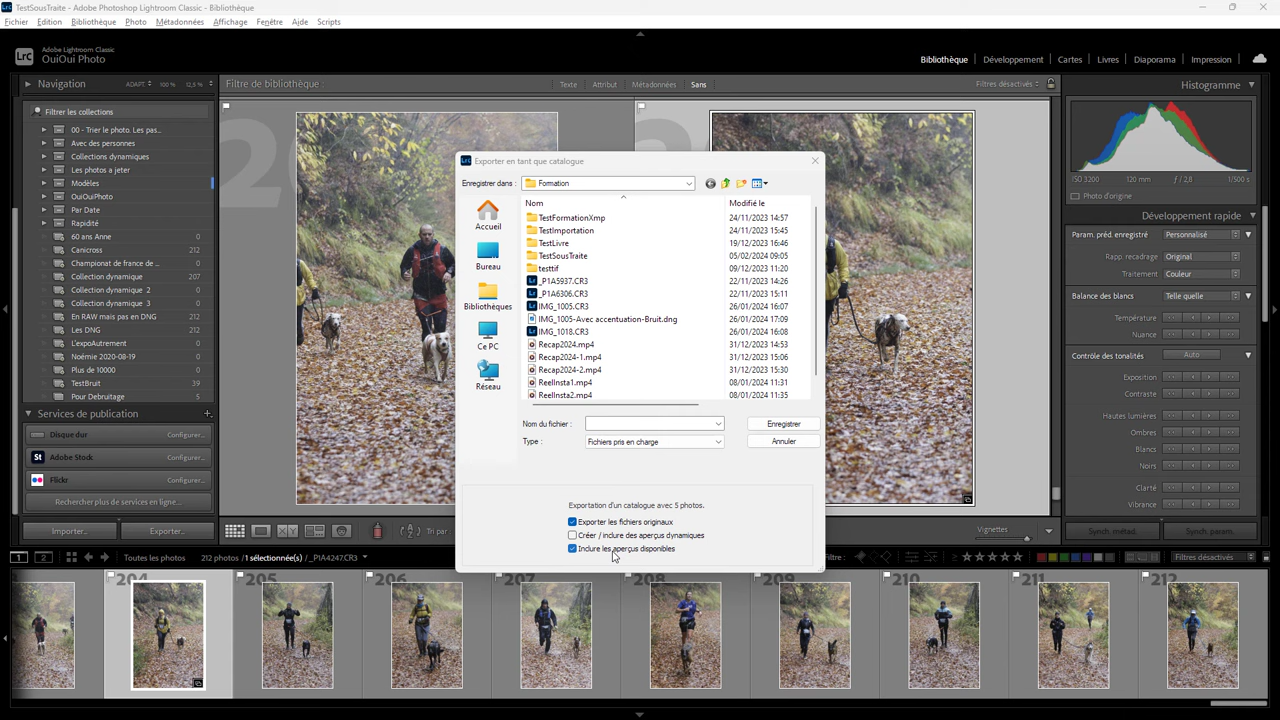 TestSousTraite - Adobe Photoshop Lightroom Classic - Bibliothèque
Fichier Edition Bibliothèque Photo Métadonnées Affichage Fenêtre Aide Scripts
Adobe Lightroom Classic
OuiOui Photo
Bibliothèque Développement Cartes Livres Diaporama Impression
Navigation ADAPT 100 % 12,5 %
Filtre de bibliothèque : Texte Attribut Métadonnées Sans Filtres désactivés
Histogramme
Filtrer les collections
00 - Trier le photo. Les pas...
Avec des personnes
Collections dynamiques
Les photos a jeter
Modèles
OuiOuiPhoto
Par Date
Rapidité
60 ans Anne 0
Canicross 212
Championat de france de ... 0
Collection dynamique 207
Collection dynamique 2 0
Collection dynamique 3 0
En RAW mais pas en DNG 212
Les DNG 212
L'expoAutrement 0
Noémie 2020-08-19 0
Plus de 10000 0
TestBruit 39
Pour Debruitage 5
Services de publication
Disque dur Configurer...
St Adobe Stock Configurer...
Flickr Configurer...
Rechercher plus de services en ligne...
Importer... Exporter...
Exporter en tant que catalogue
Enregistrer dans : Formation
Accueil
Bureau
Bibliothèques
Ce PC
Réseau
Nom Modifié le
TestFormationXmp 24/11/2023 14:57
TestImportation 24/11/2023 15:45
TestLivre 19/12/2023 16:46
TestSousTraite 05/02/2024 09:05
testtif 09/12/2023 11:20
_P1A5937.CR3 22/11/2023 14:26
_P1A6306.CR3 22/11/2023 15:11
IMG_1005.CR3 26/01/2024 16:07
IMG_1005-Avec accentuation-Bruit.dng 26/01/2024 17:09
IMG_1018.CR3 26/01/2024 16:08
Recap2024.mp4 31/12/2023 14:53
Recap2024-1.mp4 31/12/2023 15:06
Recap2024-2.mp4 31/12/2023 15:30
ReelInsta1.mp4 08/01/2024 11:31
ReelInsta2.mp4 08/01/2024 11:35
Nom du fichier : Enregistrer
Type : Fichiers pris en charge Annuler
Exportation d'un catalogue avec 5 photos.
Exporter les fichiers originaux
Créer / inclure des aperçus dynamiques
Inclure les aperçus disponibles
ISO 3200 120 mm ƒ / 2,8 1/500 s
Photo d'origine
Développement rapide
Param. pré. enregistré Personnalisé
Rapp. recadrage Original
Traitement Couleur
Balance des blancs Telle quelle
Température
Nuance
Contrôle des tonalités Auto
Exposition
Contraste
Hautes lumières
Ombres
Blancs
Noirs
Clarté
Vibrance
Synch. métad. Synch. param.
Tri par
Vignettes
1 2 Toutes les photos 212 photos / 1 sélectionnée(s) / _P1A4247.CR3
Filtre : Filtres désactivés
204 205 206 207 208 209 210 211 212